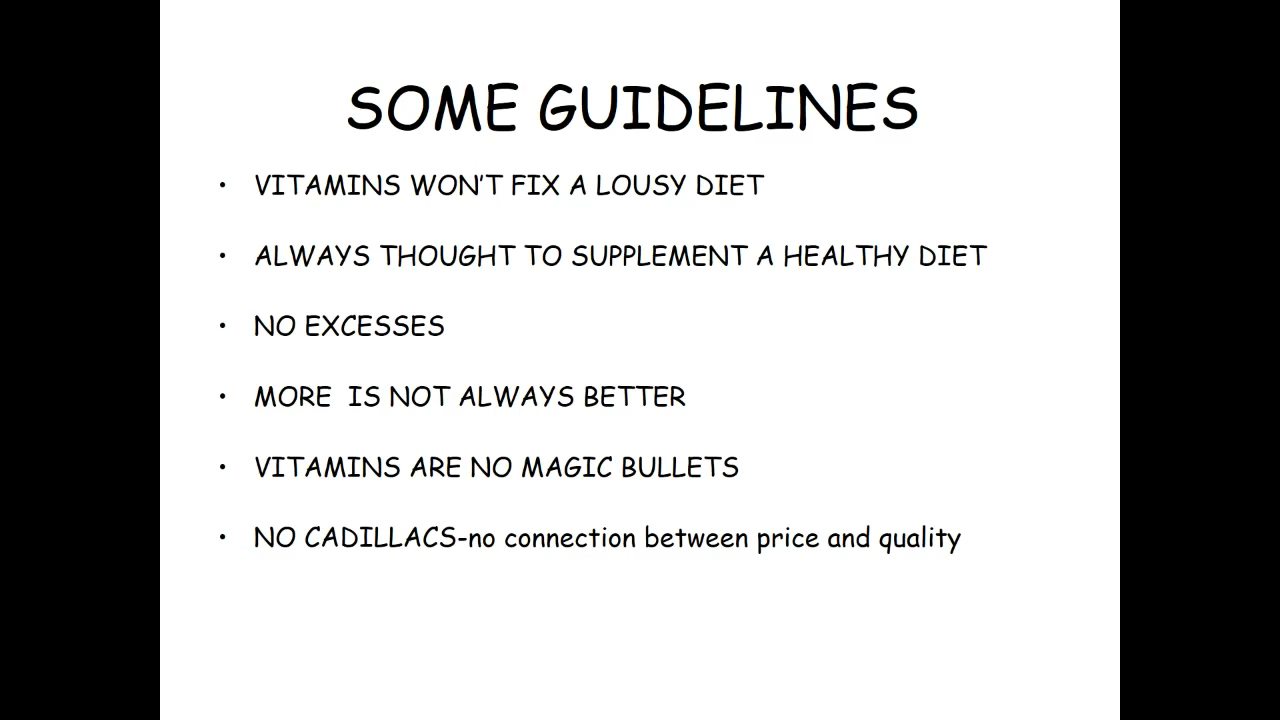 SOME GUIDELINES
• VITAMINS WON'T FIX A LOUSY DIET
• ALWAYS THOUGHT TO SUPPLEMENT A HEALTHY DIET
• NO EXCESSES
• MORE  IS NOT ALWAYS BETTER
• VITAMINS ARE NO MAGIC BULLETS
• NO CADILLACS-no connection between price and quality